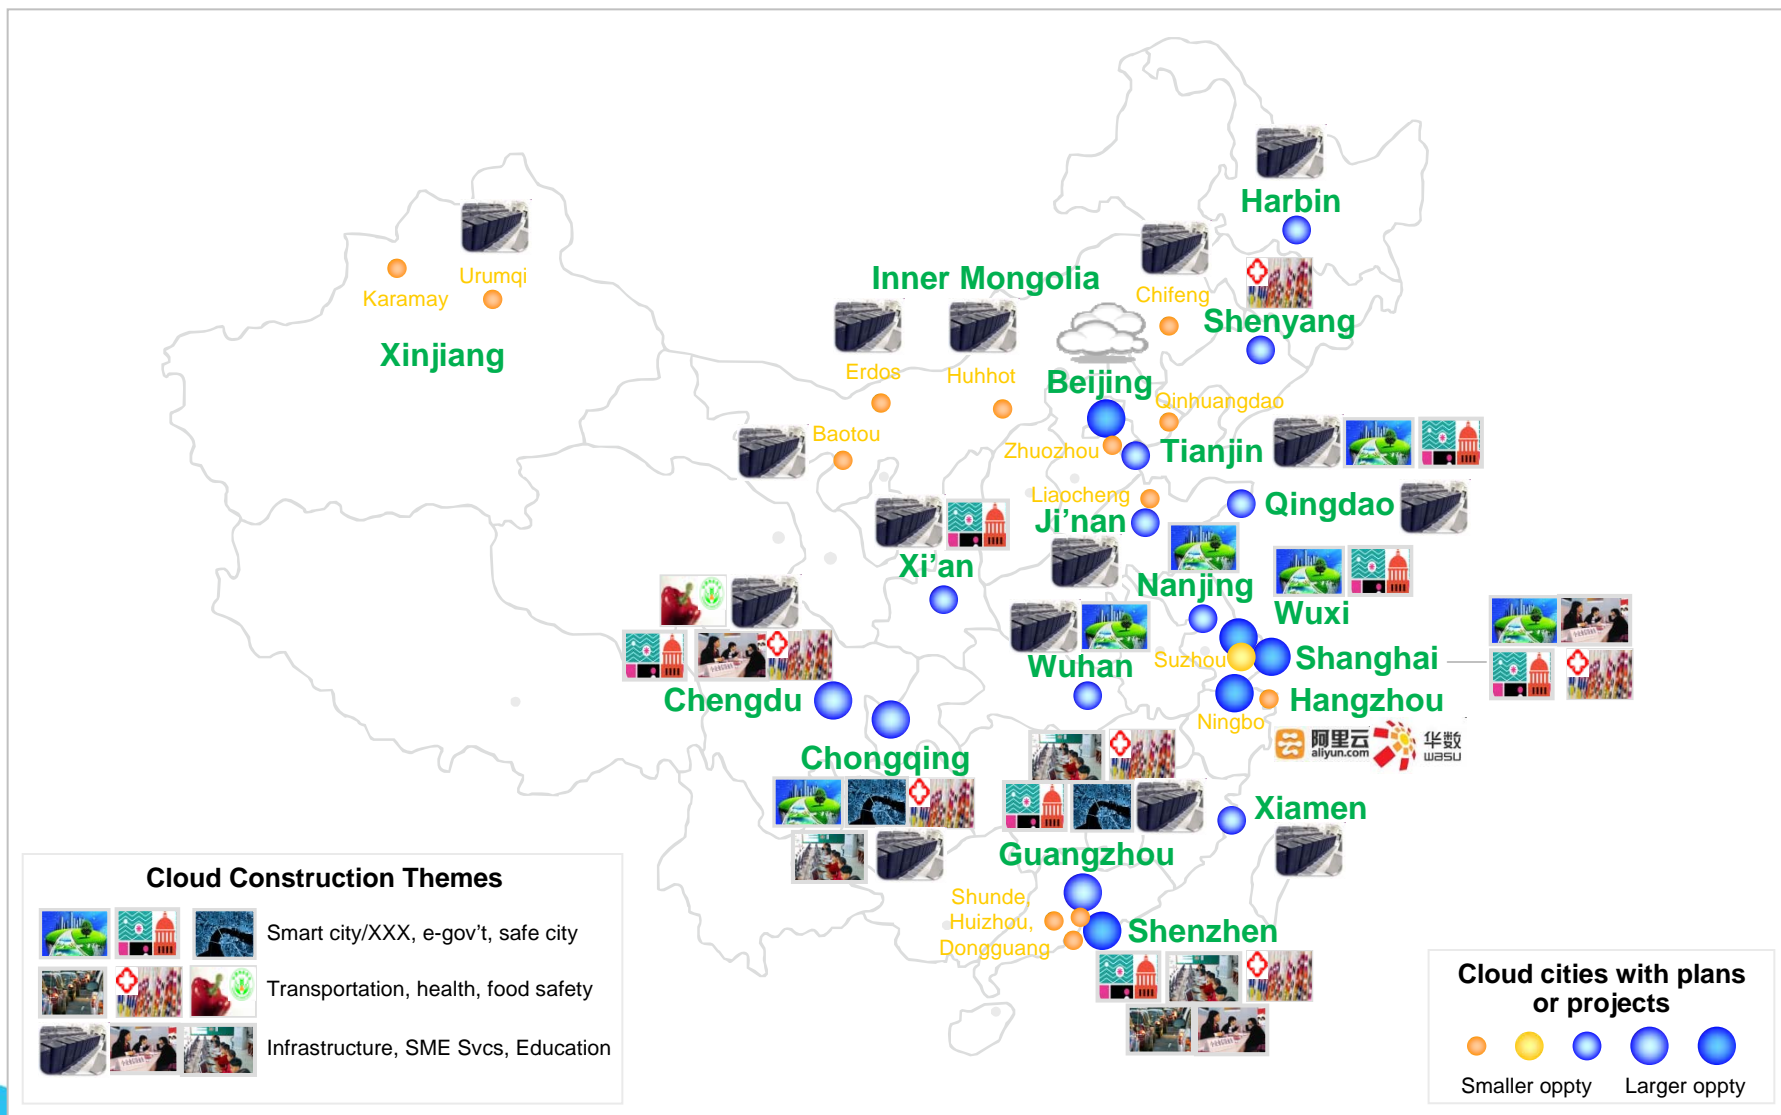 Harbin
Urumqi
Karamay
Xinjiang
Inner Mongolia
Chifeng
Shenyang
Erdos
Huhhot
Beijing
Qinhuangdao
Baotou
Zhuozhou
Tianjin
Liaocheng
Ji’nan
Qingdao
Xi’an
Nanjing
Wuxi
Wuhan
Suzhou
Shanghai
Chengdu
Hangzhou
Ningbo
阿里云
aliyun.com
华数
wasu
Chongqing
Xiamen
Guangzhou
Shunde,
Huizhou,
Dongguang
Shenzhen
Cloud Construction Themes
Smart city/XXX, e-gov’t, safe city
Transportation, health, food safety
Infrastructure, SME Svcs, Education
Cloud cities with plans
or projects
Smaller oppty
Larger oppty